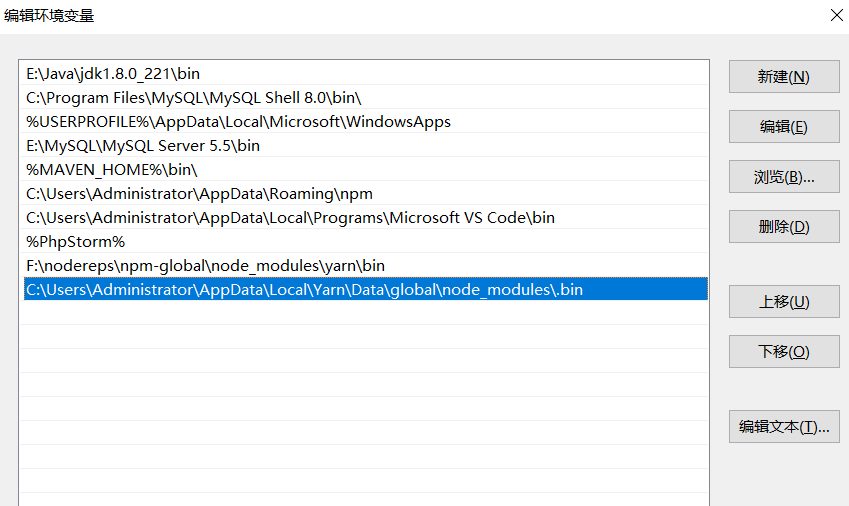 编辑环境变量
E:\Java\jdk1.8.0_221\bin
C:\Program Files\MySQL\MySQL Shell 8.0\bin\
%USERPROFILE%\AppData\Local\Microsoft\WindowsApps
E:\MySQL\MySQL Server 5.5\bin
%MAVEN_HOME%\bin\
C:\Users\Administrator\AppData\Roaming\npm
C:\Users\Administrator\AppData\Local\Programs\Microsoft VS Code\bin
%PhpStorm%
F:\nodereps\npm-global\node_modules\yarn\bin
C:\Users\Administrator\AppData\Local\Yarn\Data\global\node_modules\.bin
新建(N)
编辑(E)
浏览(B)...
删除(D)
上移(U)
下移(O)
编辑文本(T)...